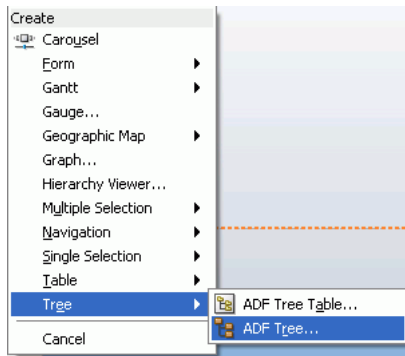 Create
Carousel
Form
Gantt
Gauge...
Geographic Map
Graph...
Hierarchy Viewer...
Multiple Selection
Navigation
Single Selection
Table
Tree
ADF Tree Table...
ADF Tree...
Cancel